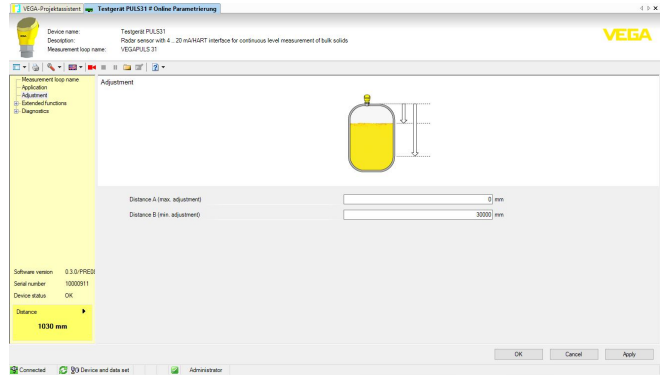 VEGA-Projektassistent
Testgerät PULS31 # Online Parametrierung
Device name:
Testgerät PULS31
Description:
Radar sensor with 4 .. 20 mA/HART interface for continuous level measurement of bulk solids
Measurement loop name:
VEGAPULS 31
VEGA
Measurement loop name
Application
Adjustment
Extended functions
Diagnostics
Adjustment
Distance A (max. adjustment)
0 mm
Distance B (min. adjustment)
30000 mm
Software version
Serial number
10000911
Device status
OK
Distance
1030 mm
OK
Cancel
Apply
Connected
Device and data set
Administrator